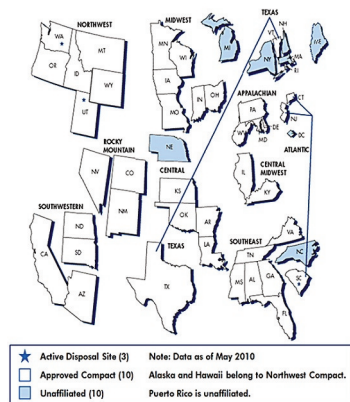 TEXAS
NORTHWEST
MIDWEST
WA
MT
OR
ID
WY
UT
MN
WI
IA
MO
IN
OH
MI
VT
NH
ME
NY
MA
RI
APPALACHIAN
PA
WV
MD
DE
CT
NJ
DC
ATLANTIC
ROCKY
MOUNTAIN
NV
CO
NM
NE
CENTRAL
KS
OK
AR
LA
CENTRAL
MIDWEST
IL
KY
SOUTHWESTERN
CA
ND
SD
AZ
TEXAS
TX
SOUTHEAST
VA
TN
NC
SC
MS
AL
GA
FL
Active Disposal Site (3) Note: Data as of May 2010
Approved Compact (10) Alaska and Hawaii belong to Northwest Compact.
Unaffiliated (10) Puerto Rico is unaffiliated.